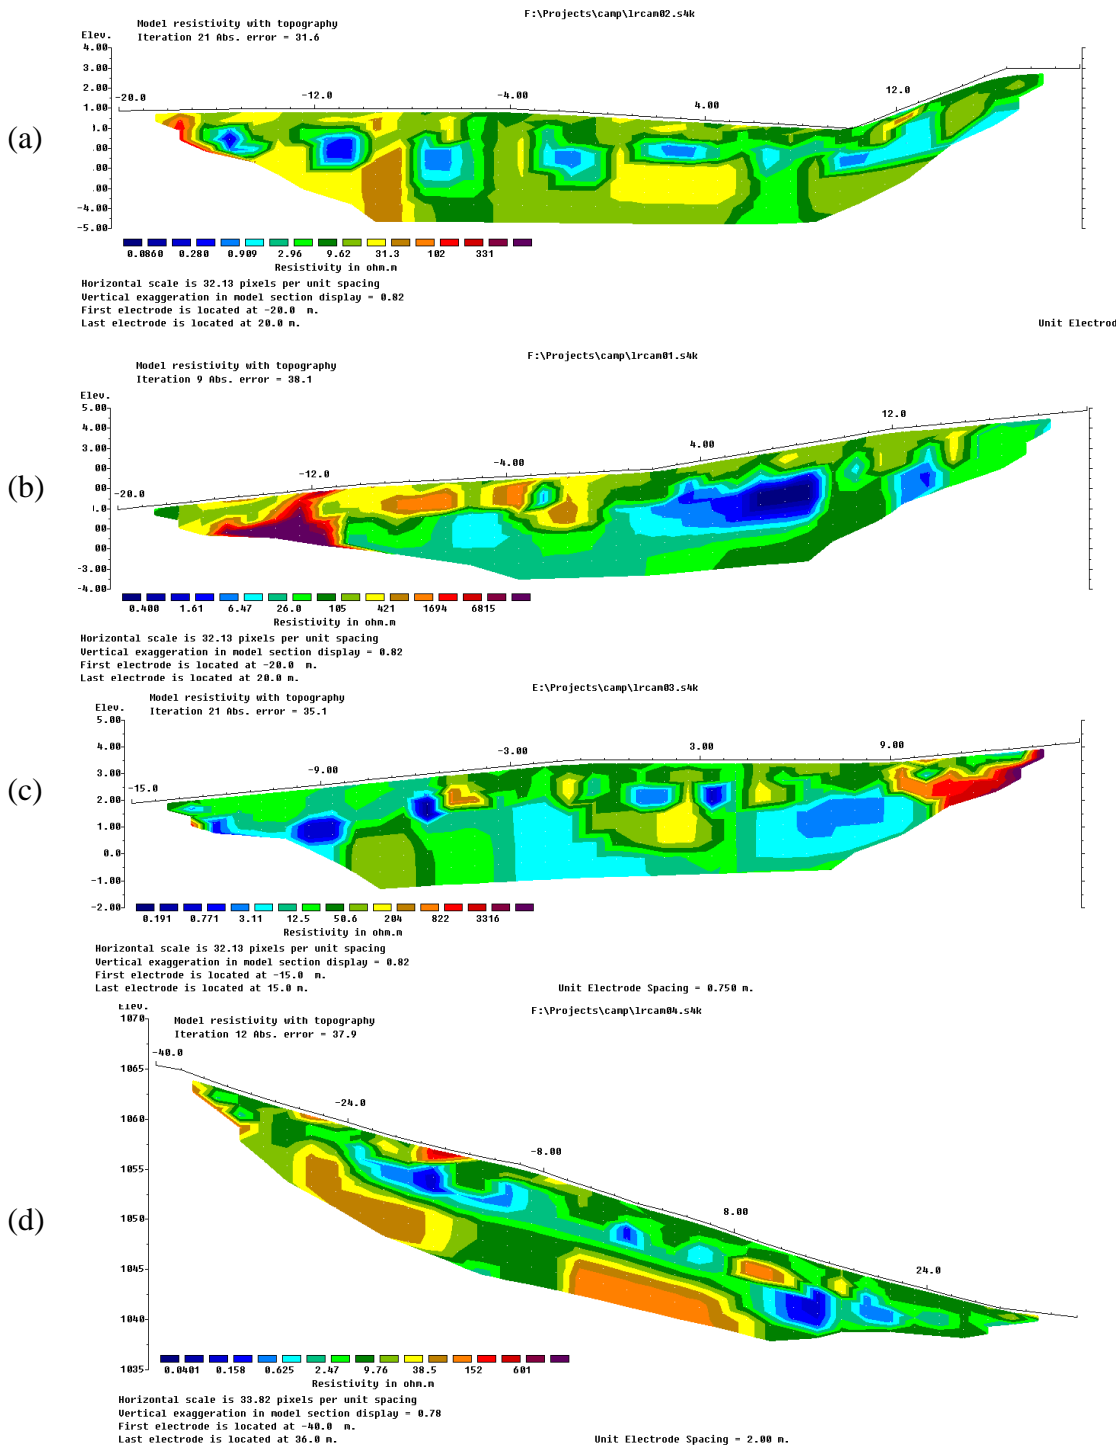 (a)
F:\Projects\camp\lrcam02.s4k
Model resistivity with topography
Iteration 21 Abs. error = 31.6
Elev.
4.00
3.00
2.00
1.00
1.0
.00
.00
.00
-4.00
-5.00
-20.0 -12.0 -4.00 4.00 12.0
0.0860 0.280 0.909 2.96 9.62 31.3 102 331
Resistivity in ohm.m
Horizontal scale is 32.13 pixels per unit spacing
Vertical exaggeration in model section display = 0.82
First electrode is located at -20.0 m.
Last electrode is located at 20.0 m.
Unit Electrod
(b)
F:\Projects\camp\lrcam01.s4k
Model resistivity with topography
Iteration 9 Abs. error = 38.1
Elev.
5.00
4.00
3.00
00
00
1.0
00
00
-3.00
-4.00
-20.0 -12.0 -4.00 4.00 12.0
0.400 1.61 6.47 26.0 105 421 1694 6815
Resistivity in ohm.m
Horizontal scale is 32.13 pixels per unit spacing
Vertical exaggeration in model section display = 0.82
First electrode is located at -20.0 m.
Last electrode is located at 20.0 m.
(c)
E:\Projects\camp\lrcam03.s4k
Model resistivity with topography
Iteration 21 Abs. error = 35.1
Elev.
5.00
4.00
3.00
2.00
1.00
0.0
-1.00
-2.00
-15.0 -9.00 -3.00 3.00 9.00
0.191 0.771 3.11 12.5 50.6 204 822 3316
Resistivity in ohm.m
Horizontal scale is 32.13 pixels per unit spacing
Vertical exaggeration in model section display = 0.82
First electrode is located at -15.0 m.
Last electrode is located at 15.0 m.
Unit Electrode Spacing = 0.750 m.
(d)
F:\Projects\camp\lrcam04.s4k
Elev.
Model resistivity with topography
Iteration 12 Abs. error = 37.9
1070
1065
1060
1055
1050
1045
1040
1035
-40.0 -24.0 -8.00 8.00 24.0
0.0401 0.158 0.625 2.47 9.76 38.5 152 601
Resistivity in ohm.m
Horizontal scale is 33.82 pixels per unit spacing
Vertical exaggeration in model section display = 0.78
First electrode is located at -40.0 m.
Last electrode is located at 36.0 m.
Unit Electrode Spacing = 2.00 m.